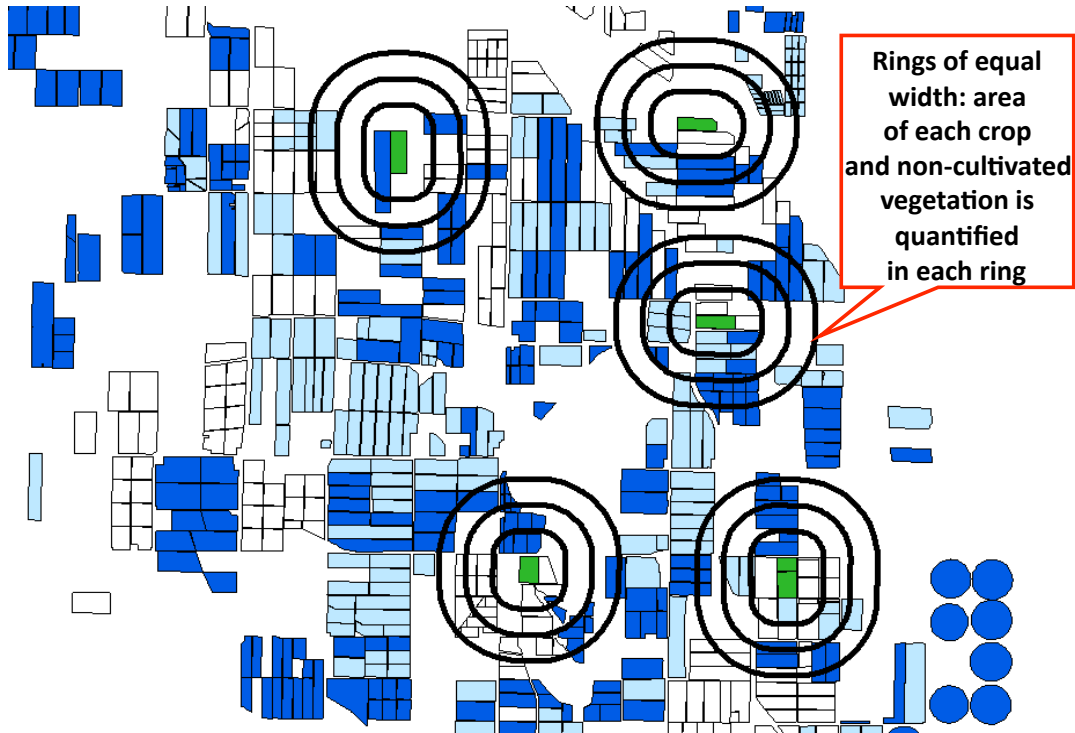 Rings of equal
width: area
of each crop
and non-cultivated
vegetation is
quantified
in each ring